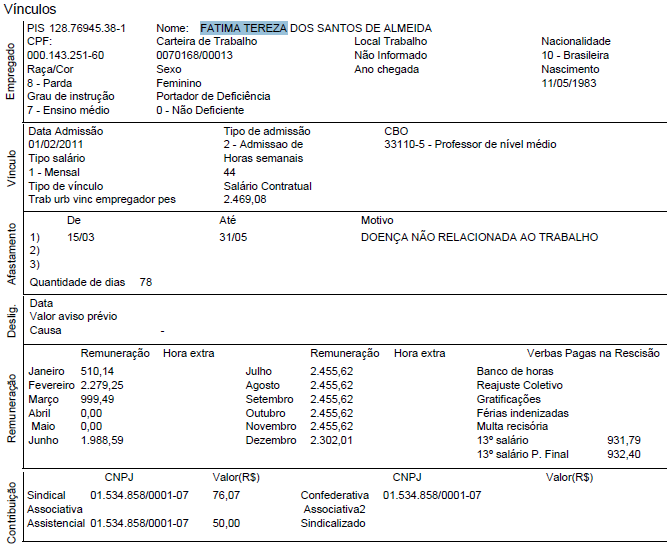 Vínculos
Empregado
PIS 128.76945.38-1 Nome: FATIMA TEREZA DOS SANTOS DE ALMEIDA
CPF: Carteira de Trabalho Local Trabalho Nacionalidade
000.143.251-60 0070168/00013 Não Informado 10 - Brasileira
Raça/Cor Sexo Ano chegada Nascimento
8 - Parda Feminino 11/05/1983
Grau de instrução Portador de Deficiência
7 - Ensino médio 0 - Não Deficiente
Vínculo
Data Admissão Tipo de admissão CBO
01/02/2011 2 - Admissao de 33110-5 - Professor de nível médio
Tipo salário Horas semanais
1 - Mensal 44
Tipo de vínculo Salário Contratual
Trab urb vinc empregador pes 2.469,08
Afastamento
De Até Motivo
1) 15/03 31/05 DOENÇA NÃO RELACIONADA AO TRABALHO
2)
3)
Quantidade de dias 78
Deslig.
Data
Valor aviso prévio
Causa -
Remuneração
Remuneração Hora extra Remuneração Hora extra Verbas Pagas na Rescisão
Janeiro 510,14 Julho 2.455,62 Banco de horas
Fevereiro 2.279,25 Agosto 2.455,62 Reajuste Coletivo
Março 999,49 Setembro 2.455,62 Gratificações
Abril 0,00 Outubro 2.455,62 Férias indenizadas
Maio 0,00 Novembro 2.455,62 Multa recisória
Junho 1.988,59 Dezembro 2.302,01 13º salário 931,79
13º salário P. Final 932,40
Contribuição
CNPJ Valor(R$) CNPJ Valor(R$)
Sindical 01.534.858/0001-07 76,07 Confederativa 01.534.858/0001-07
Associativa Associativa2
Assistencial 01.534.858/0001-07 50,00 Sindicalizado